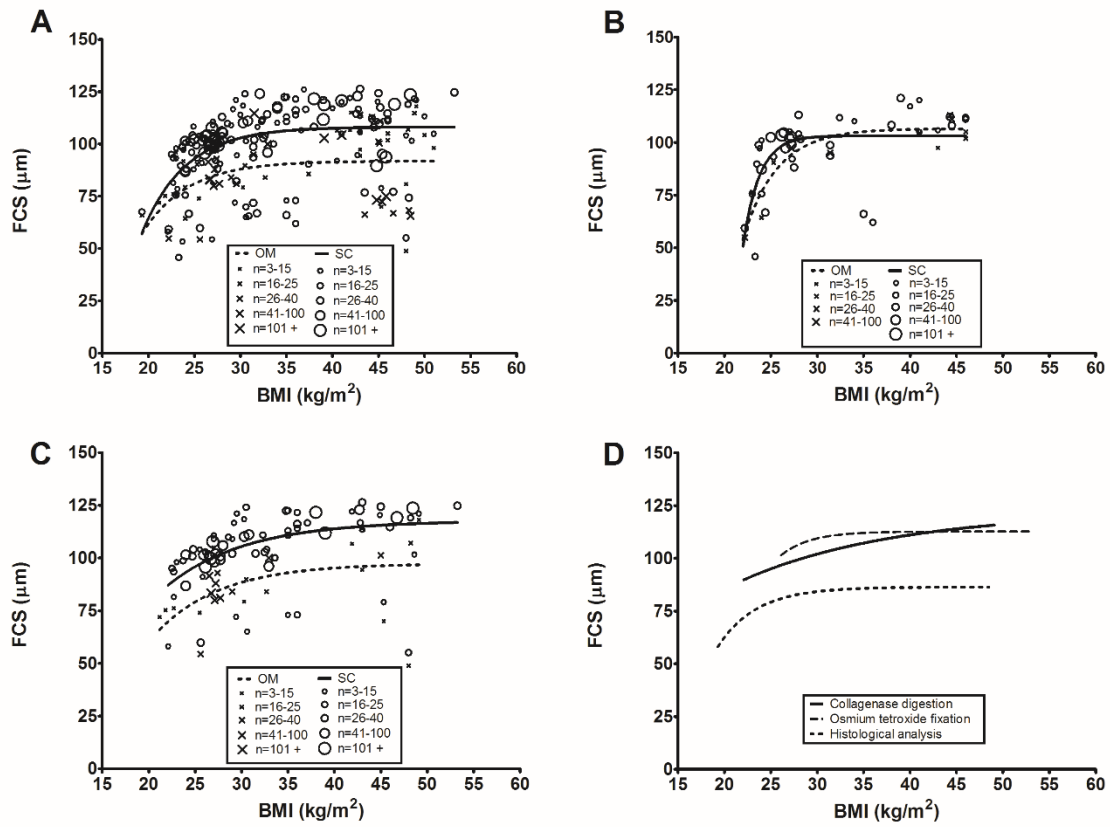 A
150
125
100
75
50
25
0
FCS (µm)
OM SC
n=3-15 n=3-15
n=16-25 n=16-25
n=26-40 n=26-40
n=41-100 n=41-100
n=101 + n=101 +
15 20 25 30 35 40 45 50 55 60
BMI (kg/m²)
B
150
125
100
75
50
25
0
FCS (µm)
OM SC
n=3-15 n=3-15
n=16-25 n=16-25
n=26-40 n=26-40
n=41-100 n=41-100
n=101 +
15 20 25 30 35 40 45 50 55 60
BMI (kg/m²)
C
150
125
100
75
50
25
0
FCS (µm)
OM SC
n=3-15 n=3-15
n=16-25 n=16-25
n=26-40 n=26-40
n=41-100 n=41-100
n=101 + n=101 +
15 20 25 30 35 40 45 50 55 60
BMI (kg/m²)
D
150
125
100
75
50
25
0
FCS (µm)
Collagenase digestion
Osmium tetroxide fixation
Histological analysis
15 20 25 30 35 40 45 50 55 60
BMI (kg/m²)